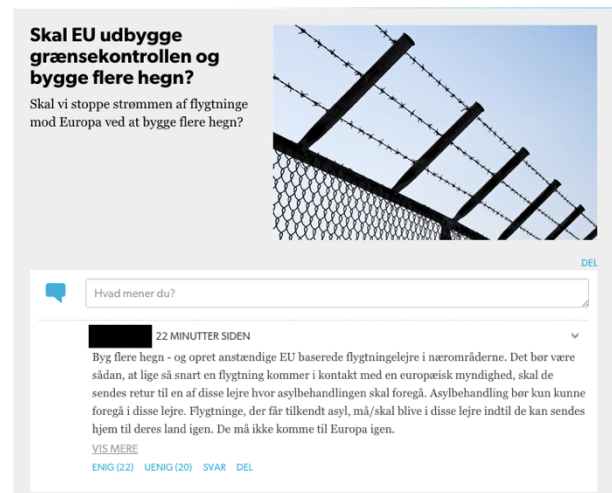 Skal EU udbygge
grænsekontrollen og
bygge flere hegn?
Skal vi stoppe strømmen af flygtninge
mod Europa ved at bygge flere hegn?
DEL
Hvad mener du?
22 MINUTTER SIDEN
Byg flere hegn - og opret anstændige EU baserede flygtningelejre i nærområderne. Det bør være
sådan, at lige så snart en flygtning kommer i kontakt med en europæisk myndighed, skal de
sendes retur til en af disse lejre hvor asylbehandlingen skal foregå. Asylbehandling bør kun kunne
foregå i disse lejre. Flygtninge, der får tilkendt asyl, må/skal blive i disse lejre indtil de kan sendes
hjem til deres land igen. De må ikke komme til Europa igen.
VIS MERE
ENIG (22) UENIG (20) SVAR DEL